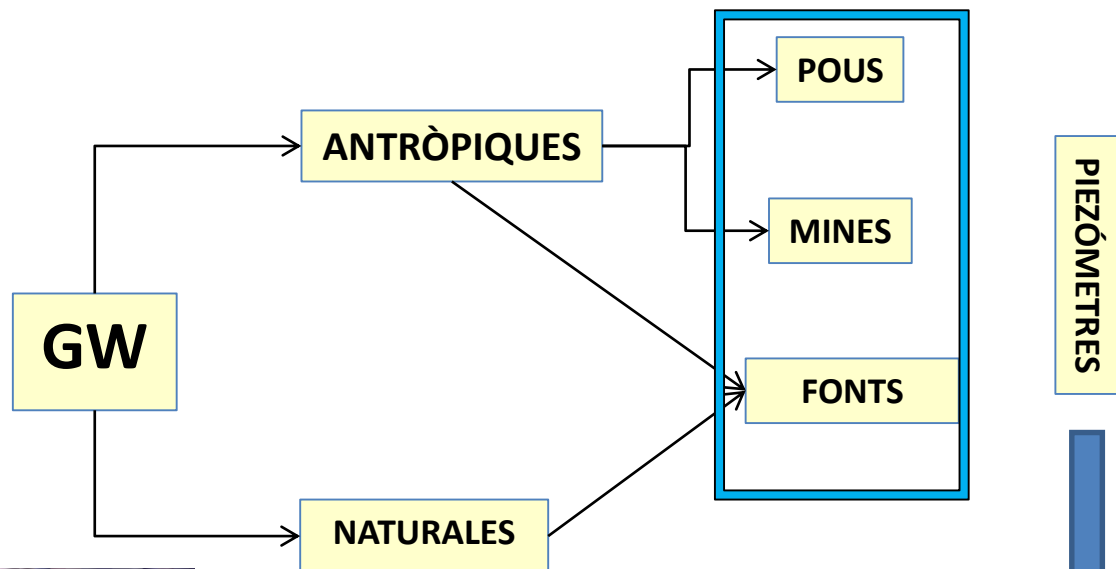 POUS
ANTRÒPIQUES
MINES
PIEZÓMETRES
GW
FONTS
NATURALES